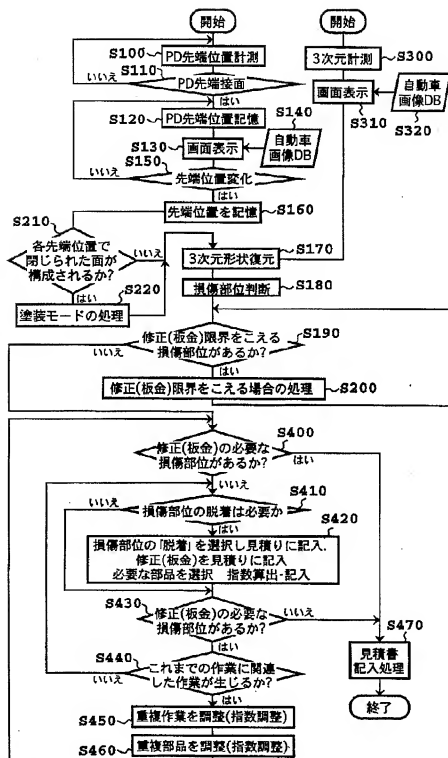 開始
開始
S100
PD先端位置計測
3次元計測
S300
S110
いいえ
PD先端接面
画面表示
自動車
画像DB
はい
S310
S320
S120
PD先端位置記憶
S140
S130
画面表示
自動車
画像DB
S150
いいえ
先端位置変化
はい
先端位置を記憶
S160
S210
各先端位置で
閉じられた面が
構成されるか?
いいえ
3次元形状復元
S170
S220
はい
塗装モードの処理
損傷部位判断
S180
修正(板金)限界をこえる
損傷部位があるか?
S190
いいえ
はい
修正(板金)限界をこえる場合の処理
S200
修正(板金)の必要な
損傷部位があるか?
S400
はい
いいえ
いいえ
損傷部位の脱着は必要か
S410
はい
S420
損傷部位の「脱着」を選択し見積りに記入.
修正(板金)を見積りに記入
必要な部品を選択 指数算出・記入
S430
修正(板金)の必要な
損傷部位があるか?
いいえ
S470
はい
見積書
記入処理
S440
これまでの作業に関連
した作業が生じるか?
いいえ
はい
終了
S450
重複作業を調整(指数調整)
S460
重複部品を調整(指数調整)